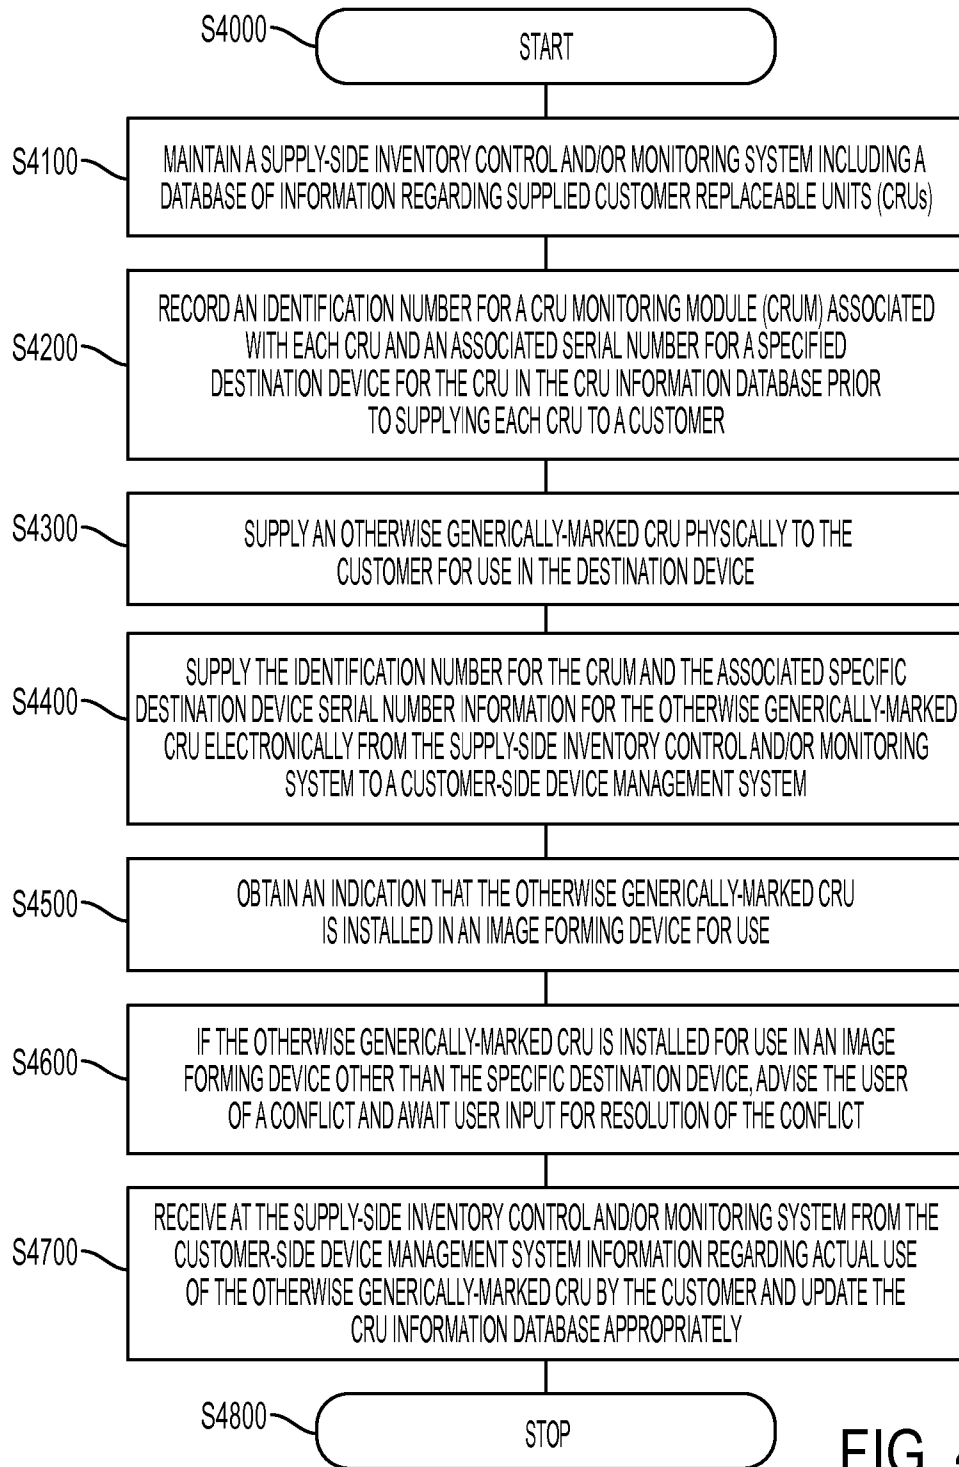 S4000
START
S4100
MAINTAIN A SUPPLY-SIDE INVENTORY CONTROL AND/OR MONITORING SYSTEM INCLUDING A
DATABASE OF INFORMATION REGARDING SUPPLIED CUSTOMER REPLACEABLE UNITS (CRUs)
S4200
RECORD AN IDENTIFICATION NUMBER FOR A CRU MONITORING MODULE (CRUM) ASSOCIATED
WITH EACH CRU AND AN ASSOCIATED SERIAL NUMBER FOR A SPECIFIED
DESTINATION DEVICE FOR THE CRU IN THE CRU INFORMATION DATABASE PRIOR
TO SUPPLYING EACH CRU TO A CUSTOMER
S4300
SUPPLY AN OTHERWISE GENERICALLY-MARKED CRU PHYSICALLY TO THE
CUSTOMER FOR USE IN THE DESTINATION DEVICE
S4400
SUPPLY THE IDENTIFICATION NUMBER FOR THE CRUM AND THE ASSOCIATED SPECIFIC
DESTINATION DEVICE SERIAL NUMBER INFORMATION FOR THE OTHERWISE GENERICALLY-MARKED
CRU ELECTRONICALLY FROM THE SUPPLY-SIDE INVENTORY CONTROL AND/OR MONITORING
SYSTEM TO A CUSTOMER-SIDE DEVICE MANAGEMENT SYSTEM
S4500
OBTAIN AN INDICATION THAT THE OTHERWISE GENERICALLY-MARKED CRU
IS INSTALLED IN AN IMAGE FORMING DEVICE FOR USE
S4600
IF THE OTHERWISE GENERICALLY-MARKED CRU IS INSTALLED FOR USE IN AN IMAGE
FORMING DEVICE OTHER THAN THE SPECIFIC DESTINATION DEVICE, ADVISE THE USER
OF A CONFLICT AND AWAIT USER INPUT FOR RESOLUTION OF THE CONFLICT
S4700
RECEIVE AT THE SUPPLY-SIDE INVENTORY CONTROL AND/OR MONITORING SYSTEM FROM THE
CUSTOMER-SIDE DEVICE MANAGEMENT SYSTEM INFORMATION REGARDING ACTUAL USE
OF THE OTHERWISE GENERICALLY-MARKED CRU BY THE CUSTOMER AND UPDATE THE
CRU INFORMATION DATABASE APPROPRIATELY
S4800
STOP
FIG.